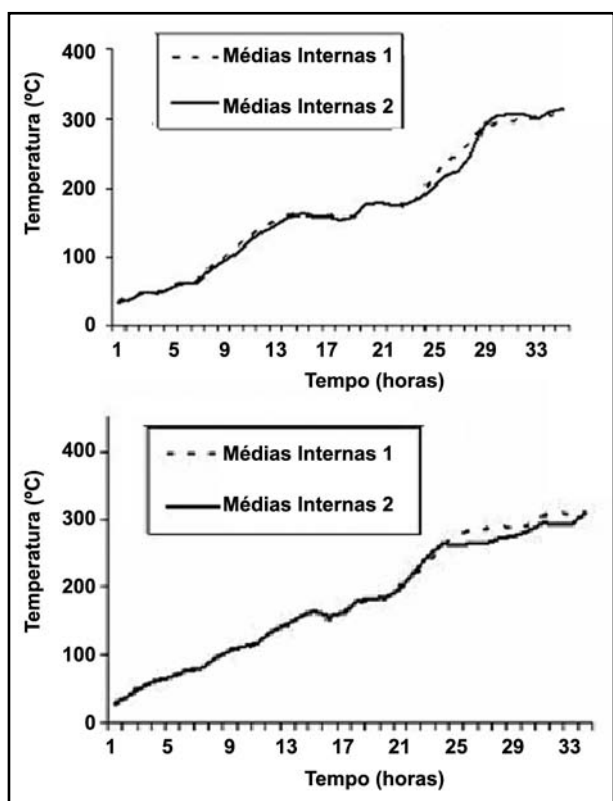 Temperatura (ºC)
400
300
200
100
0
Médias Internas 1
Médias Internas 2
1 5 9 13 17 21 25 29 33
Tempo (horas)
Temperatura (ºC)
400
300
200
100
0
Médias Internas 1
Médias Internas 2
1 5 9 13 17 21 25 29 33
Tempo (horas)